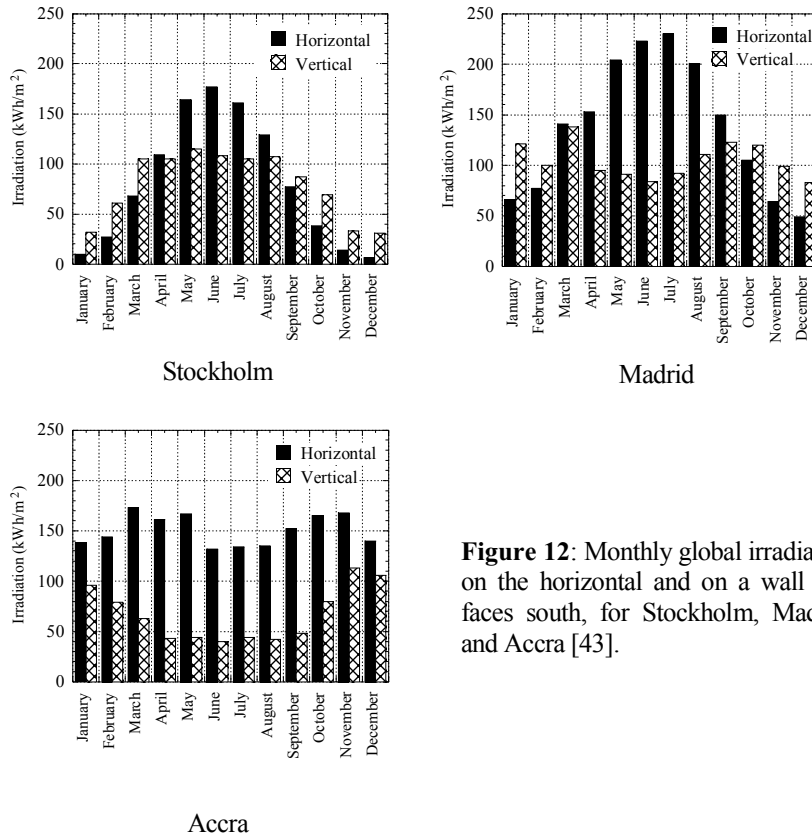 250
200
150
100
50
0
Irradiation (kWh/m²)
Horizontal
Vertical
January
February
March
April
May
June
July
August
September
October
November
December
Stockholm
250
200
150
100
50
0
Irradiation (kWh/m²)
Horizontal
Vertical
January
February
March
April
May
June
July
August
September
October
November
December
Madrid
250
200
150
100
50
0
Irradiation (kWh/m²)
Horizontal
Vertical
January
February
March
April
May
June
July
August
September
October
November
December
Accra
Figure 12: Monthly global
on the horizontal and on a wall
faces south, for Stockholm,
and Accra [43].